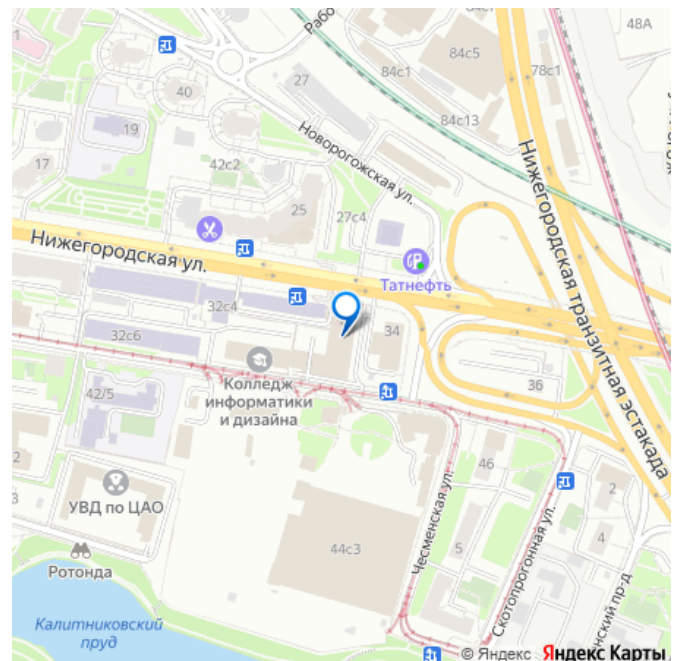 48А
84с5
84с1
78с1
27
40
84с13
19
Новорогожская ул.
17
42с2
25
27с4
Нижегородская ул.
Татнефть
Нижегородская транзитная эстакада
32с4
32с6
34
36
Колледж
информатики
и дизайна
42/5
2
46
2
УВД по ЦАО
Чесменская ул.
Скотопрогонная ул.
5
4
44с3
Ротонда
Калитниковский
пруд
© Яндекс Яндекс Карты